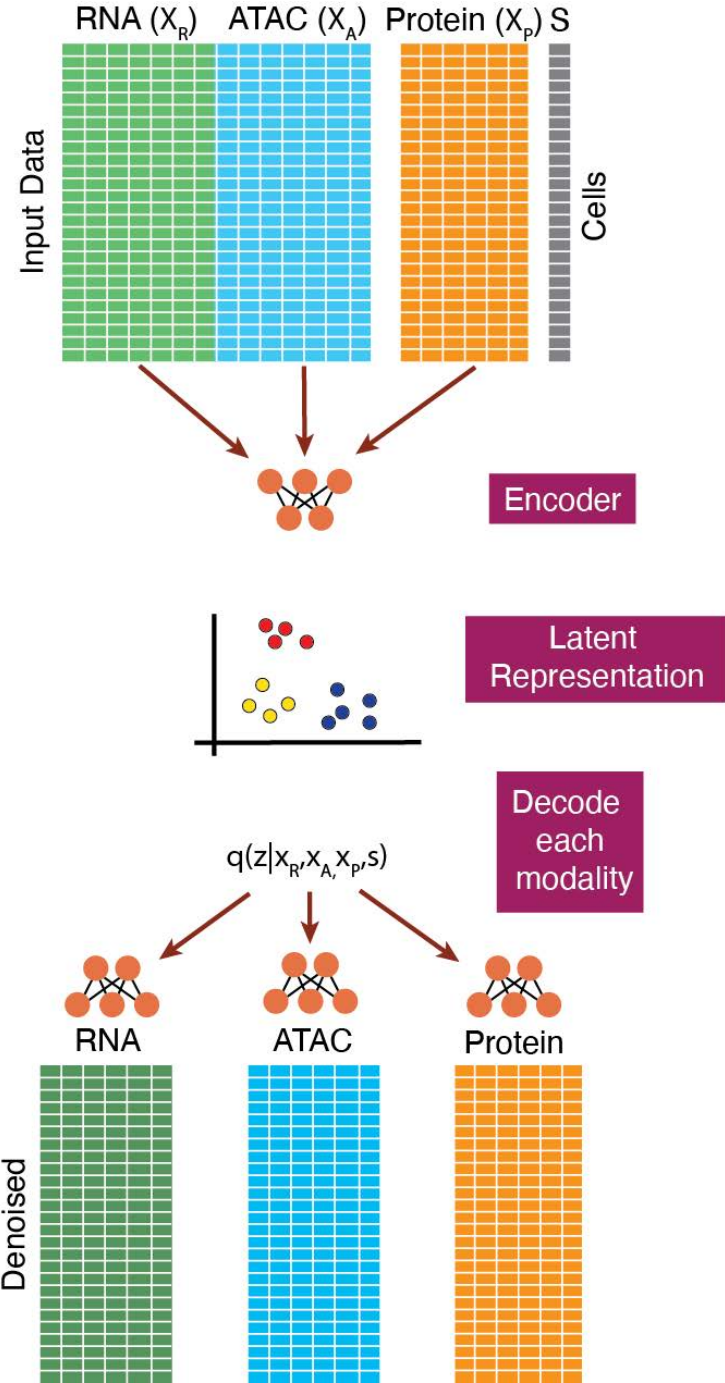 RNA (X_R) ATAC (X_A) Protein (X_P) S
Input Data
Cells
Encoder
Latent
Representation
Decode
each
modality
q(z|x_R,x_A,x_P,s)
RNA ATAC Protein
Denoised